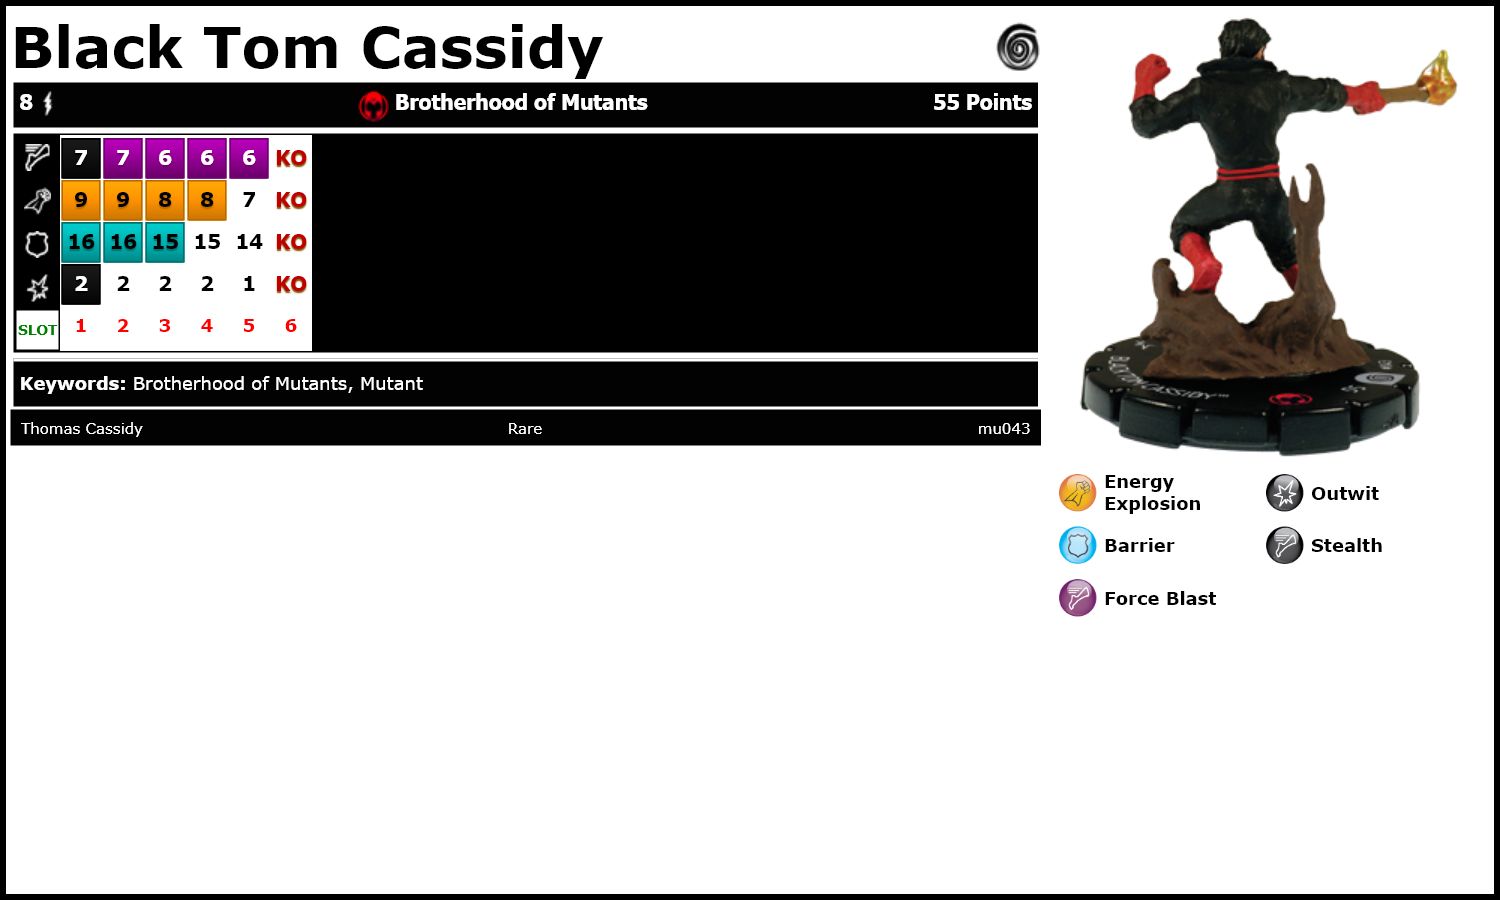 Black Tom Cassidy
8 Brotherhood of Mutants 55 Points
7 7 6 6 6 KO
9 9 8 8 7 KO
16 16 15 15 14 KO
2 2 2 2 1 KO
SLOT 1 2 3 4 5 6
Keywords: Brotherhood of Mutants, Mutant
Thomas Cassidy Rare mu043
BLACK TOM CASSIDY™
55
Energy Explosion
Outwit
Barrier
Stealth
Force Blast